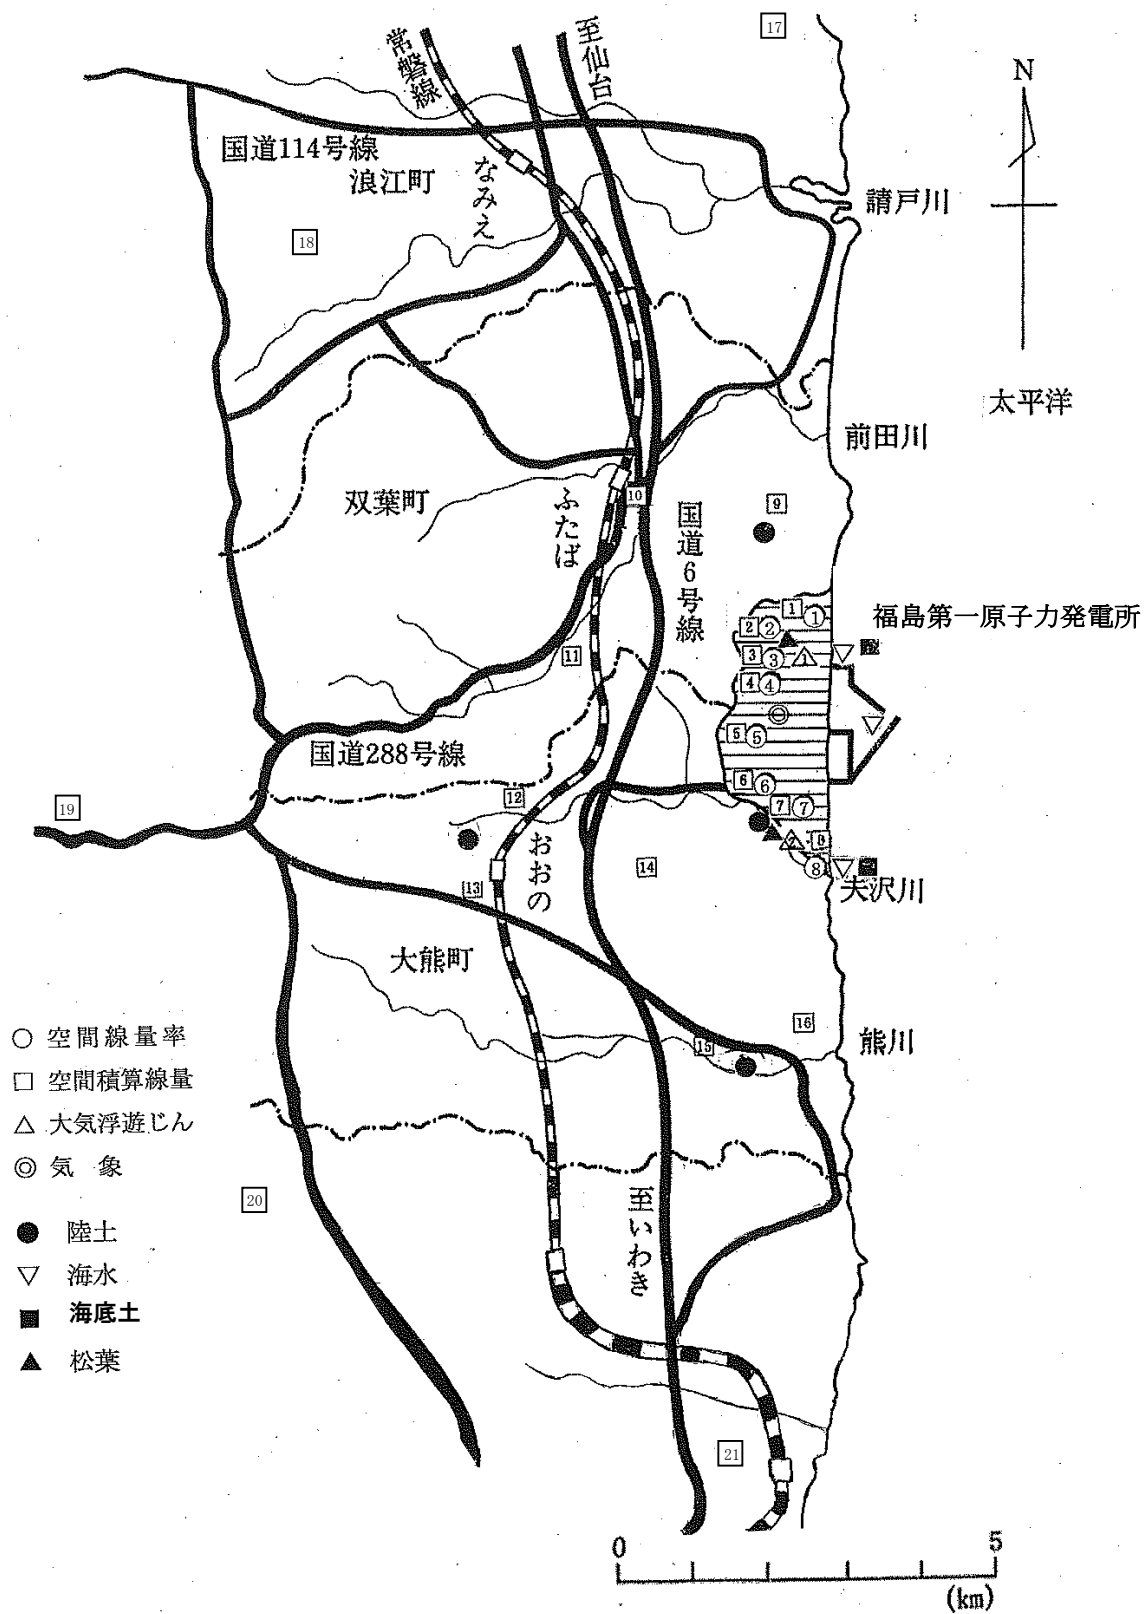 17
常磐線
至仙台
N
国道114号線
浪江町
なみえ
請戸川
18
太平洋
前田川
双葉町
ふたば
10
国道6号線
9
福島第一原子力発電所
1 ①
2 ②
3 ③ 1
4 ④
5 ⑤
6 ⑥
7 ⑦
2 8
⑧
11
国道288号線
19
12
おおの
13
14
夫沢川
大熊町
16
15
熊川
○ 空間線量率
□ 空間積算線量
△ 大気浮遊じん
◎ 気象
● 陸土
▽ 海水
■ 海底土
▲ 松葉
20
至いわき
21
0 5
(km)